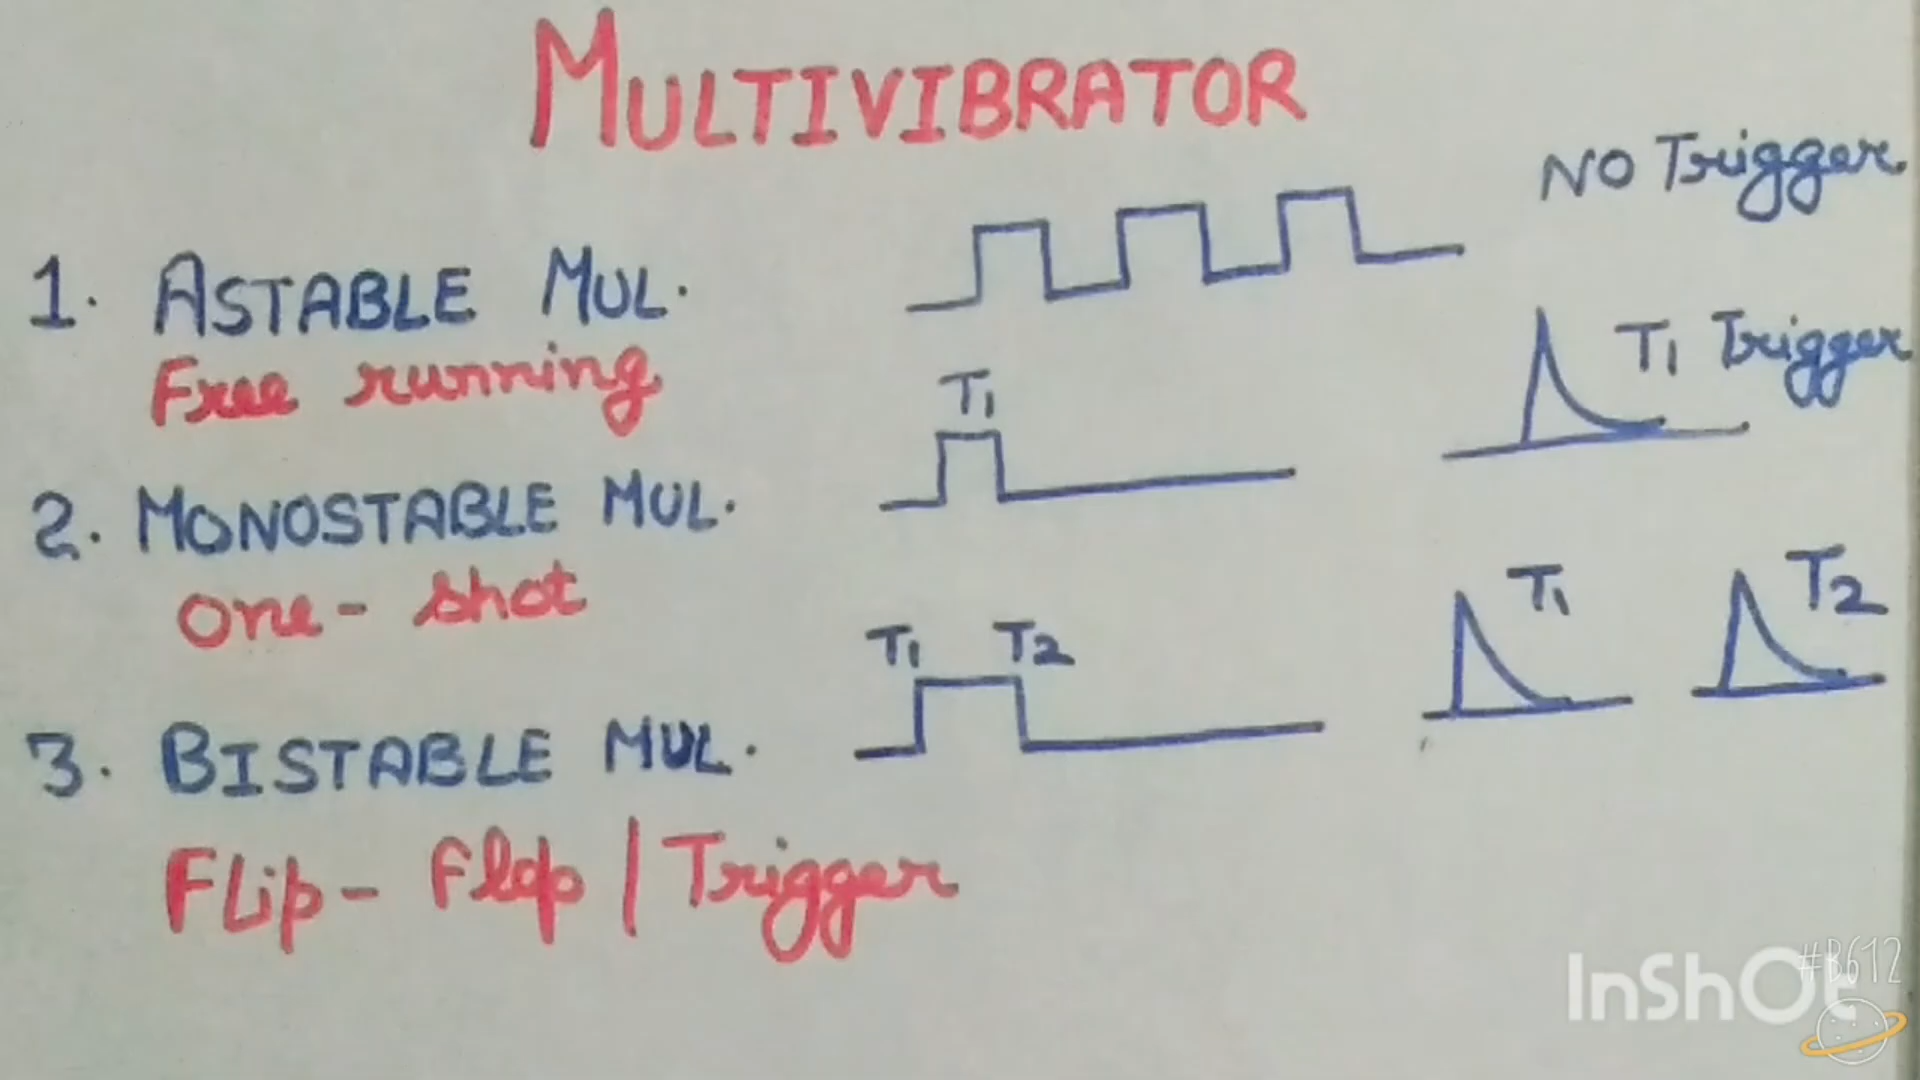 MULTIVIBRATOR
NO Trigger
1. ASTABLE MUL.
Free running
T1 Trigger
T1
2. MONOSTABLE MUL.
One-shot
T1 T2
T1 T2
3. BISTABLE MUL.
Flip-Flop | Trigger
InShOt
#B612